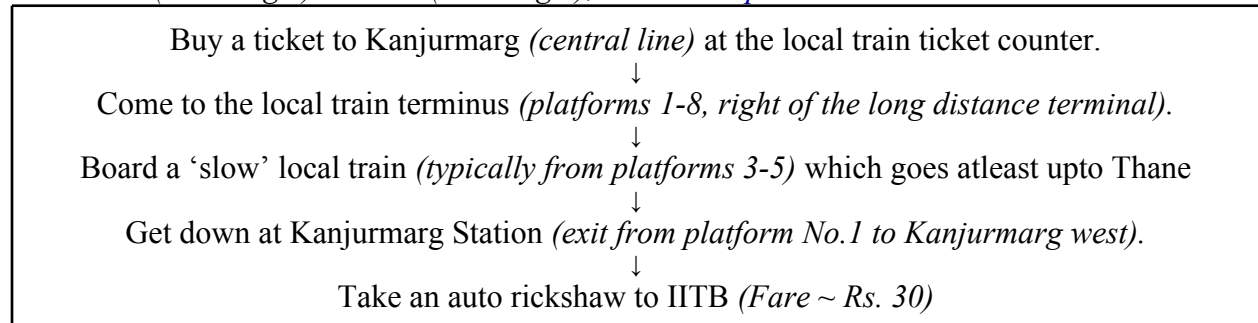 Buy a ticket to Kanjurmarg (central line) at the local train ticket counter.
↓
Come to the local train terminus (platforms 1-8, right of the long distance terminal).
↓
Board a ‘slow’ local train (typically from platforms 3-5) which goes atleast upto Thane
↓
Get down at Kanjurmarg Station (exit from platform No.1 to Kanjurmarg west).
↓
Take an auto rickshaw to IITB (Fare ~ Rs. 30)